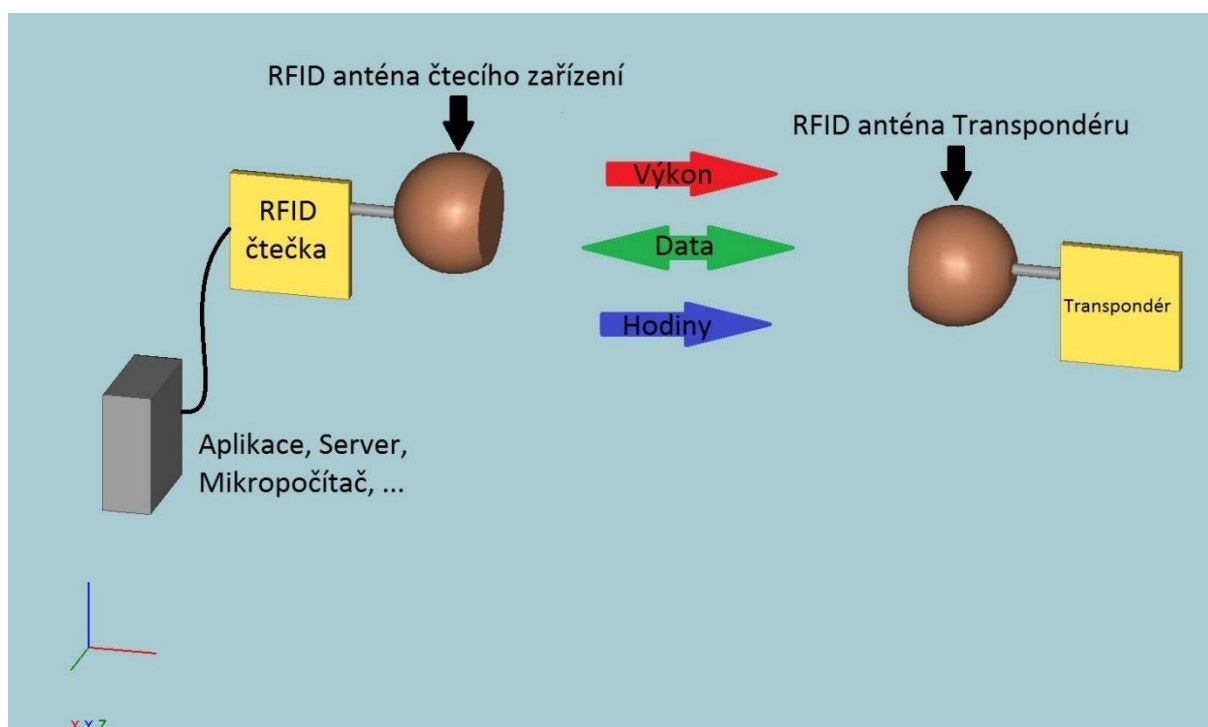 RFID anténa čtecího zařízení
RFID anténa Transpondéru
Výkon
RFID
čtečka
Data
Transpondér
Hodiny
Aplikace, Server,
Mikropočítač, ...
X Y Z